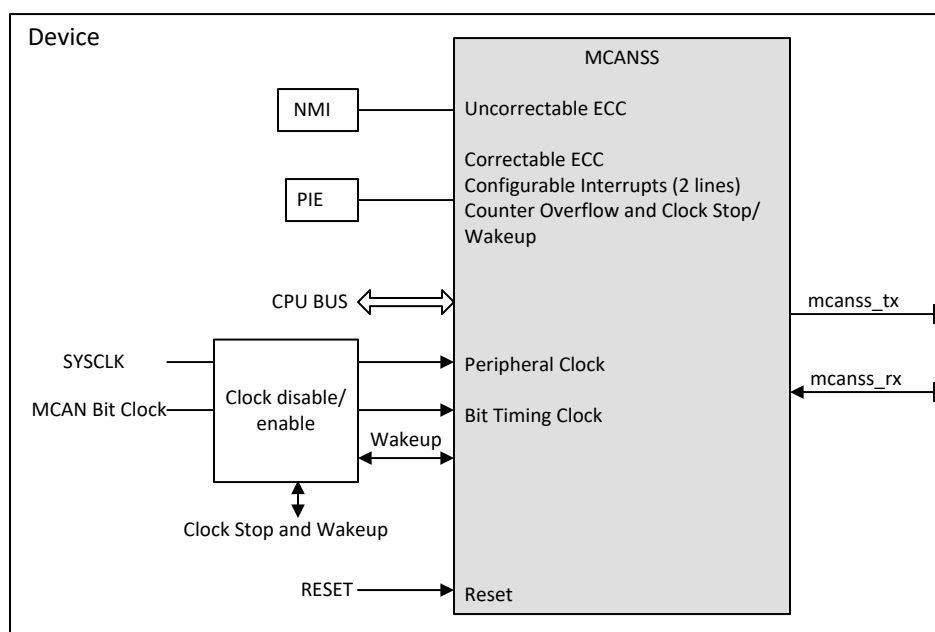 Device
MCANSS
NMI
Uncorrectable ECC
Correctable ECC
Configurable Interrupts (2 lines)
PIE
Counter Overflow and Clock Stop/
Wakeup
CPU BUS
mcanss_tx
SYSCLK
Peripheral Clock
mcanss_rx
Clock disable/
enable
MCAN Bit Clock
Bit Timing Clock
Wakeup
Clock Stop and Wakeup
RESET
Reset